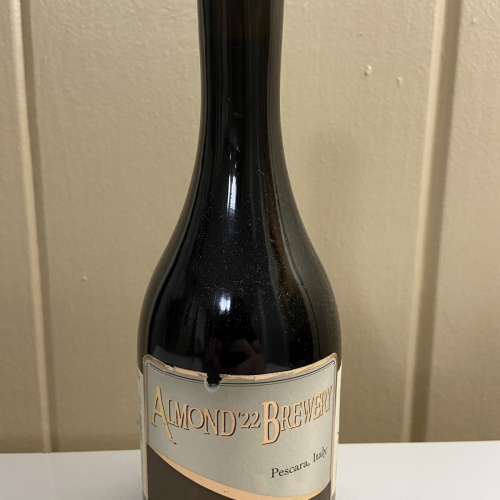 ALMOND '22 BREWERY
Pescara, Italy